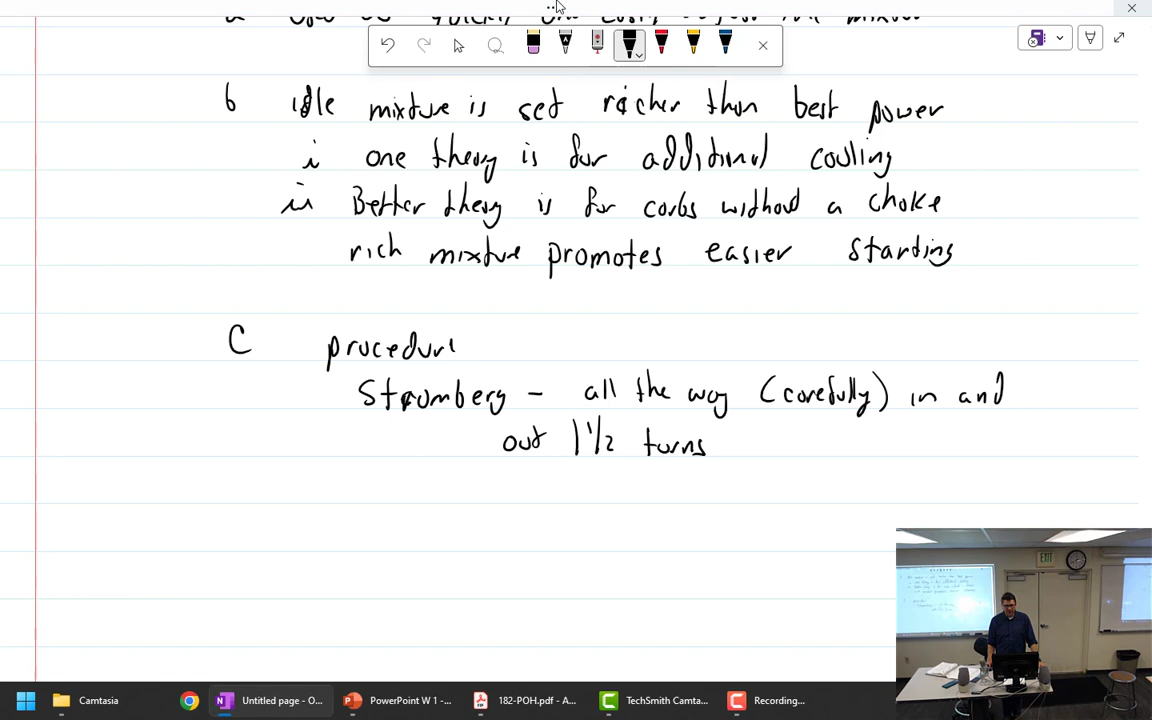 b idle mixture is set richer than best power
i one theory is for additional cooling
ii Better theory is for carbs without a choke
rich mixture promotes easier starting
C procedure
Stromberg - all the way (carefully) in and
out 1 1/2 turns
EXIT
Camtasia
Untitled page - O...
PowerPoint W 1 -...
182-POH.pdf - A...
TechSmith Camta...
Recording...